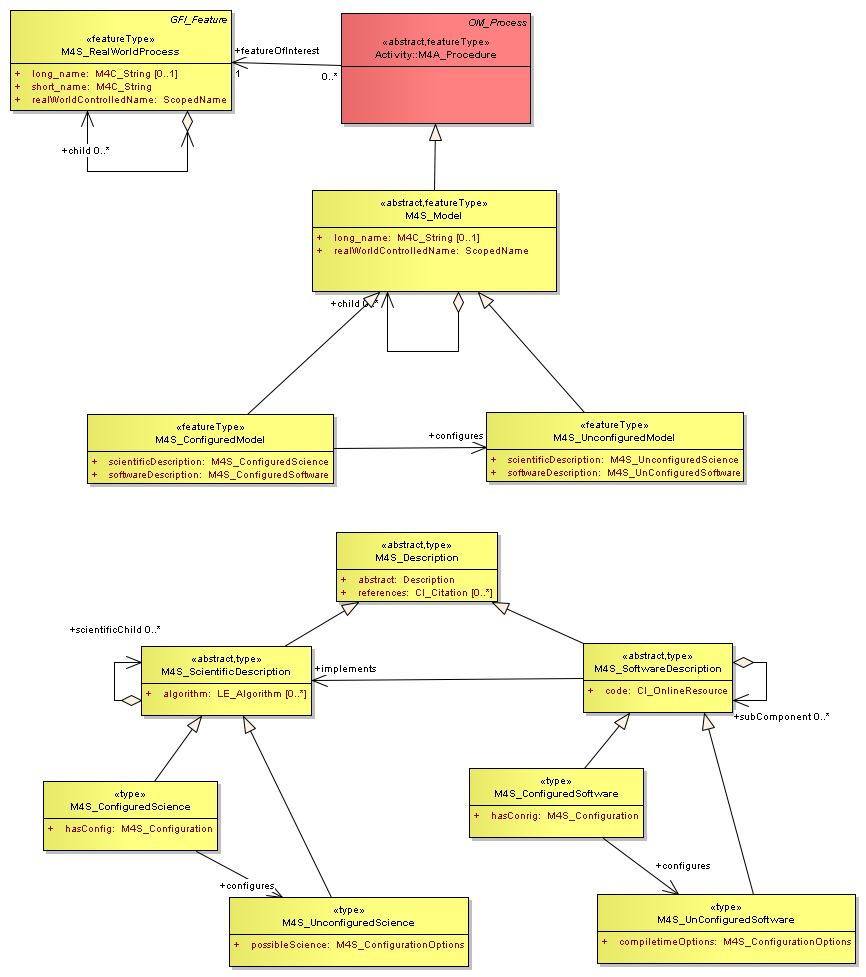 GFI_Feature
«featureType»
M4S_RealWorldProcess
+ long_name: M4C_String [0..1]
+ short_name: M4C_String
+ realWorldControlledName: ScopedName
+child 0..*
+featureOfInterest
1
0..*
OM_Process
«abstract,featureType»
Activity::M4A_Procedure
«abstract,featureType»
M4S_Model
+ long_name: M4C_String [0..1]
+ realWorldControlledName: ScopedName
+child 0..*
«featureType»
M4S_ConfiguredModel
+ scientificDescription: M4S_ConfiguredScience
+ softwareDescription: M4S_ConfiguredSoftware
+configures
«featureType»
M4S_UnconfiguredModel
+ scientificDescription: M4S_UnconfiguredScience
+ softwareDescription: M4S_UnConfiguredSoftware
«abstract,type»
M4S_Description
+ abstract: Description
+ references: CI_Citation [0..*]
+scientificChild 0..*
«abstract,type»
M4S_ScientificDescription
+ algorithm: LE_Algorithm [0..*]
+implements
«abstract,type»
M4S_SoftwareDescription
+ code: CI_OnlineResource
+subComponent 0..*
«type»
M4S_ConfiguredScience
+ hasConfig: M4S_Configuration
+configures
«type»
M4S_UnconfiguredScience
+ possibleScience: M4S_ConfigurationOptions
«type»
M4S_ConfiguredSoftware
+ hasConrig: M4S_Configuration
+configures
«type»
M4S_UnConfiguredSoftware
+ compiletimeOptions: M4S_ConfigurationOptions